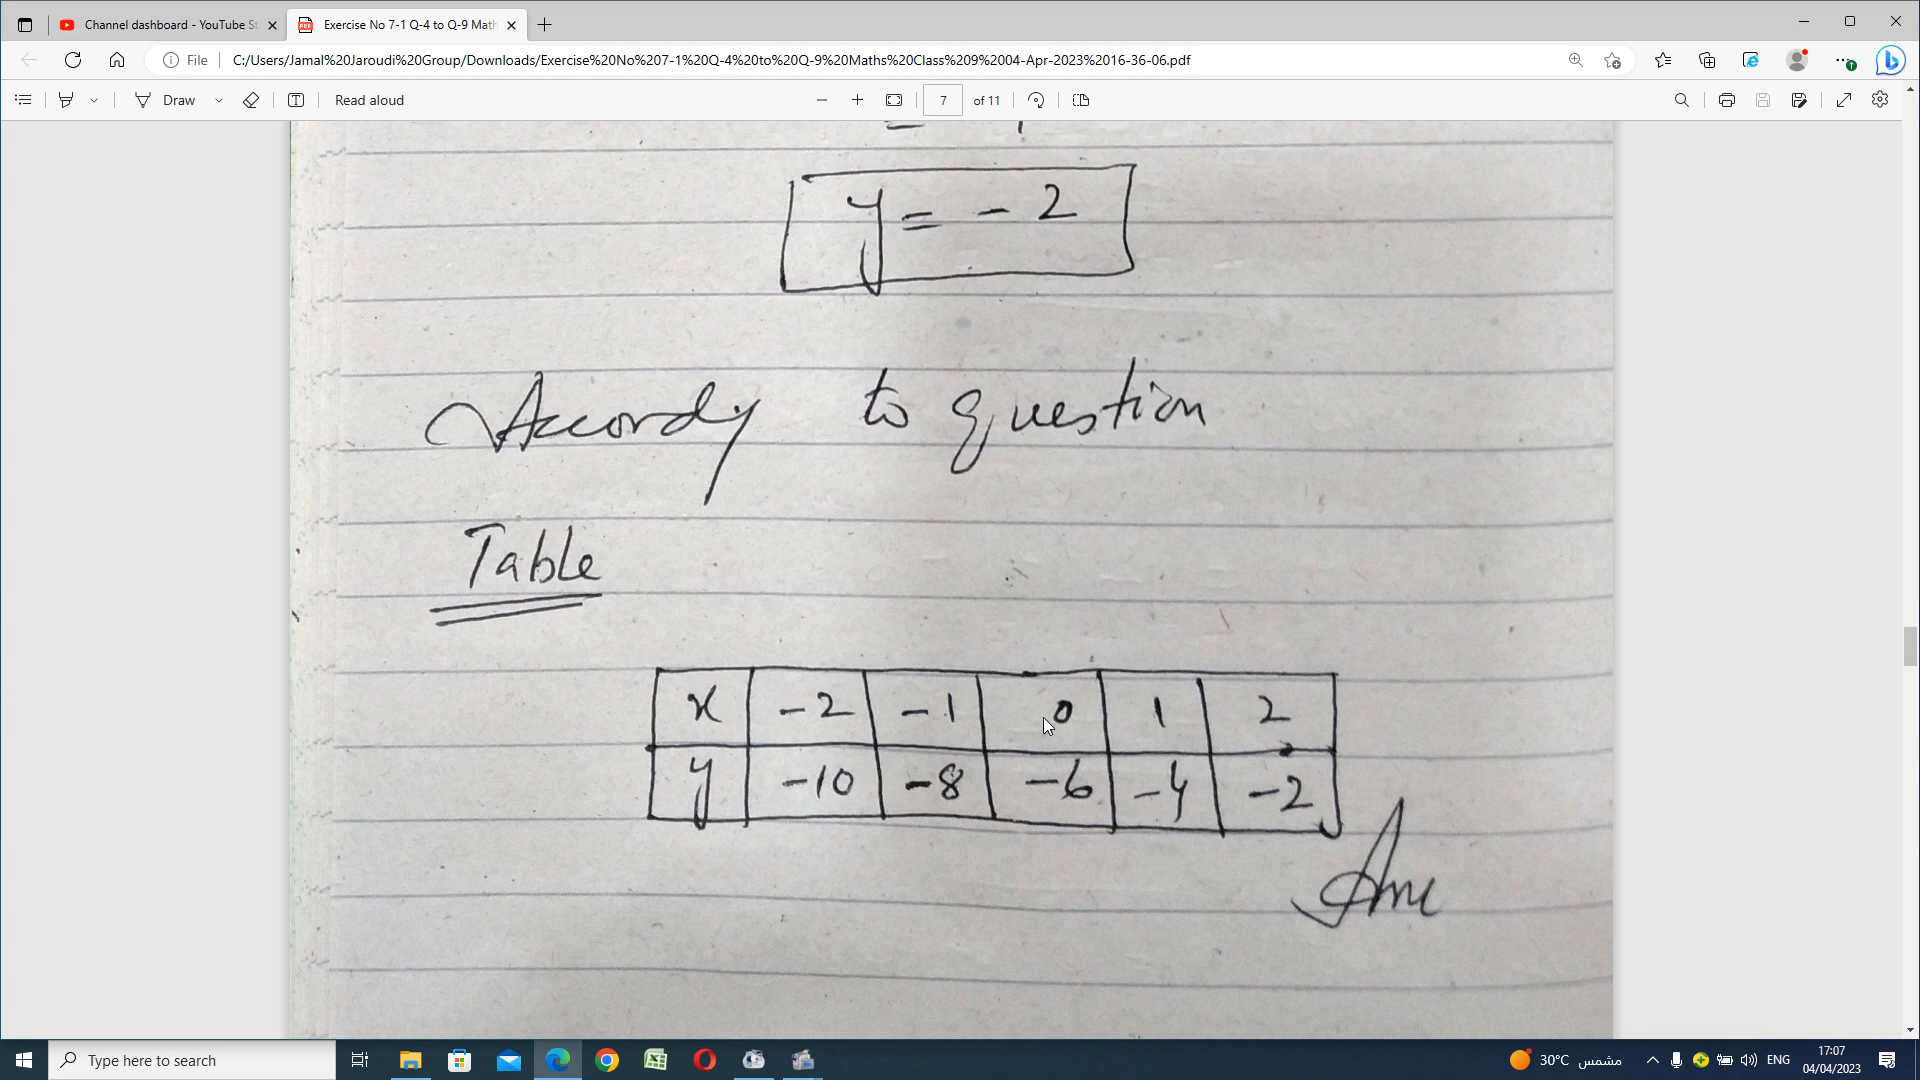 Channel dashboard - YouTube St
Exercise No 7-1 Q-4 to Q-9 Math
File
C:/Users/Jamal%20Jaroudi%20Group/Downloads/Exercise%20No%207-1%20Q-4%20to%20Q-9%20Maths%20Class%209%2004-Apr-2023%2016-36-06.pdf
Draw
Read aloud
7 of 11
y = - 2
Accordy to question
Table
x -2 -1 0 1 2
y -10 -8 -6 -4 -2
Type here to search
30°C مشمس
ENG
17:07
04/04/2023